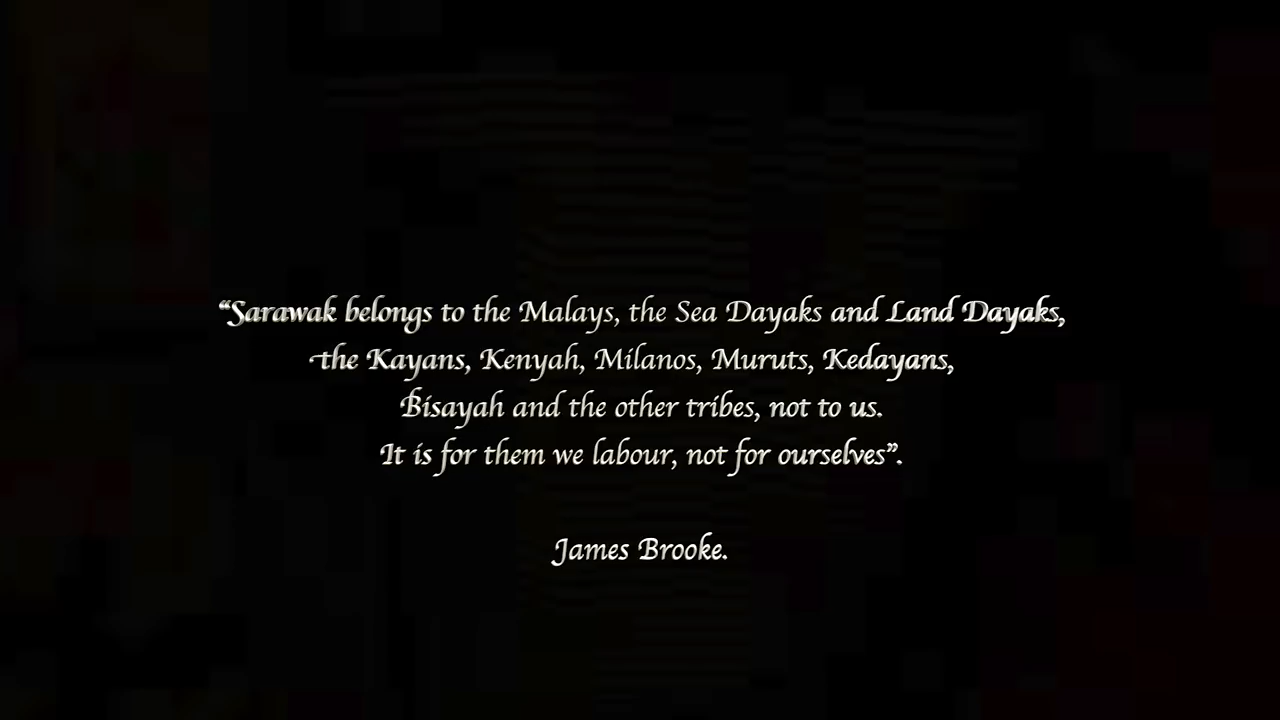 “Sarawak belongs to the Malays, the Sea Dayaks and Land Dayaks,
the Kayans, Kenyah, Milanos, Muruts, Kedayans,
Bisayah and the other tribes, not to us.
It is for them we labour, not for ourselves”.
James Brooke.